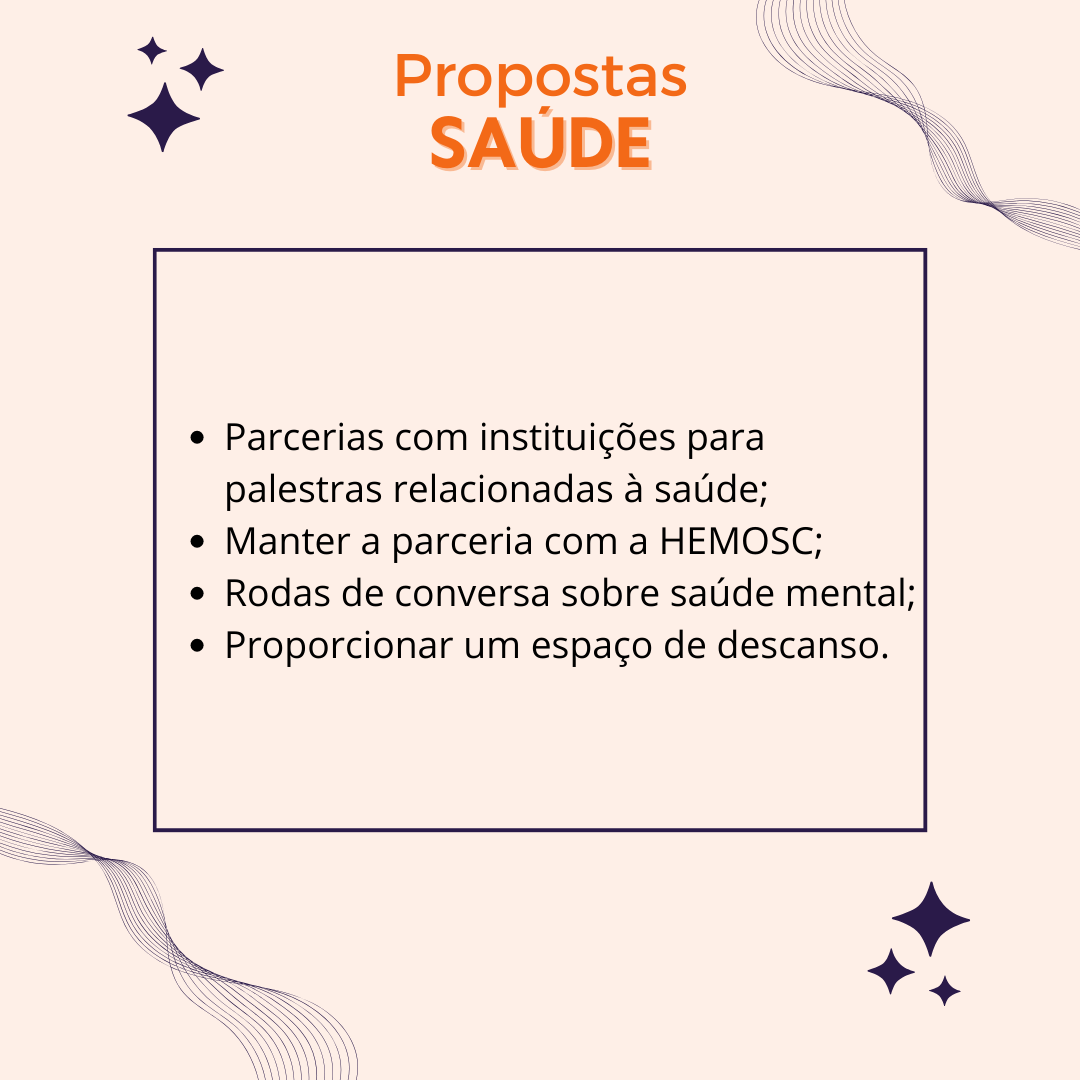 Propostas
SAÚDE
• Parcerias com instituições para
palestras relacionadas à saúde;
• Manter a parceria com a HEMOSC;
• Rodas de conversa sobre saúde mental;
• Proporcionar um espaço de descanso.